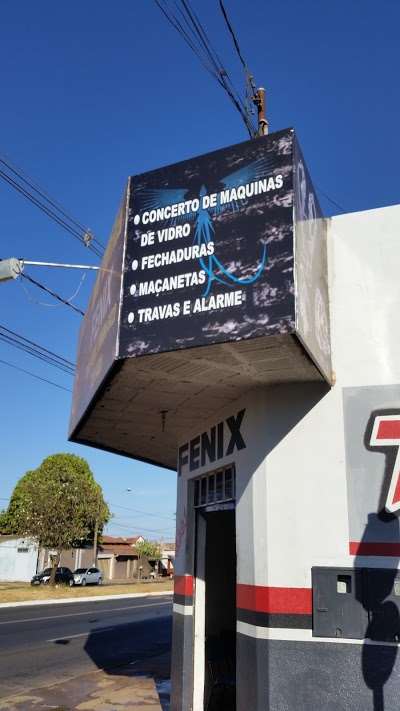 ● CONCERTO DE MAQUINAS
DE VIDRO
● FECHADURAS
● MAÇANETAS
● TRAVAS E ALARME
FENIX
T